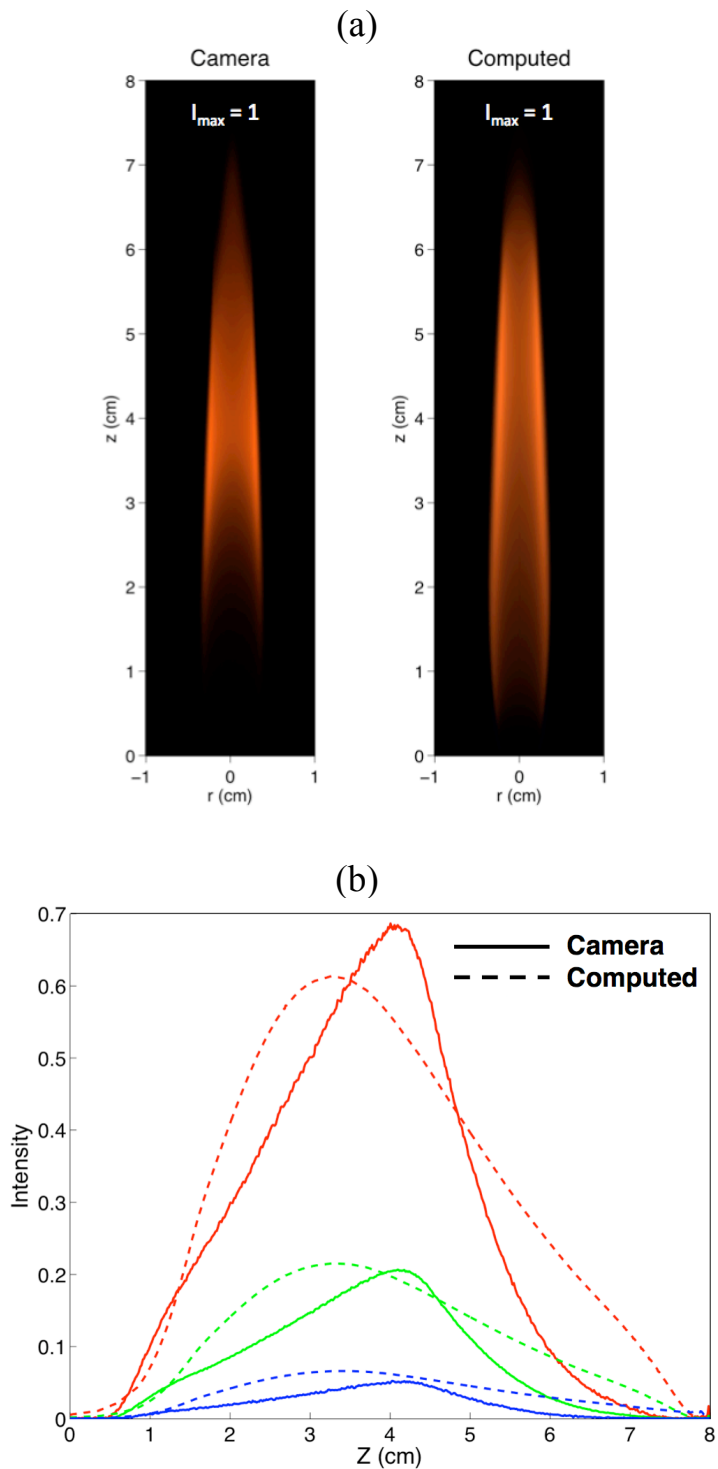 (a)
Camera Computed
I_max = 1 I_max = 1
8 8
7 7
6 6
5 5
z (cm) z (cm)
4 4
3 3
2 2
1 1
0 0
−1 0 1 −1 0 1
r (cm) r (cm)
(b)
0.7
Camera
Computed
0.6
0.5
0.4
Intensity
0.3
0.2
0.1
0
0 1 2 3 4 5 6 7 8
Z (cm)